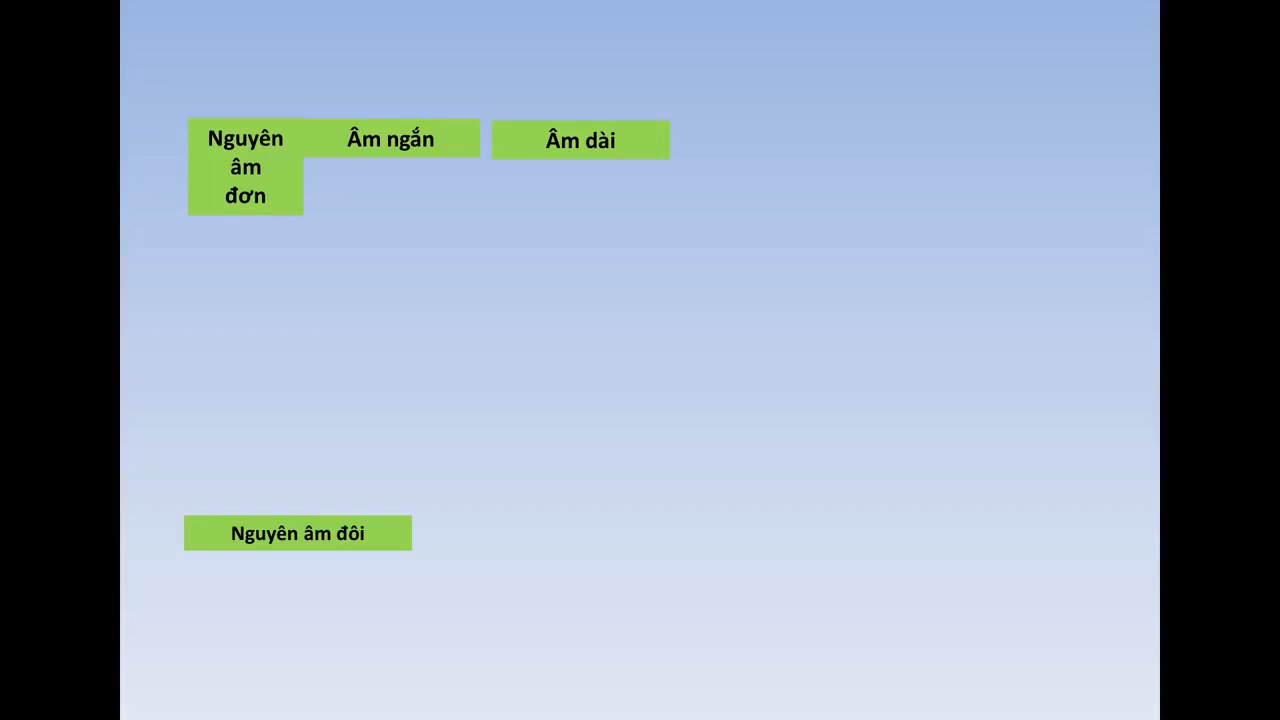 Nguyên
âm
đơn
Âm ngắn
Âm dài
Nguyên âm đôi